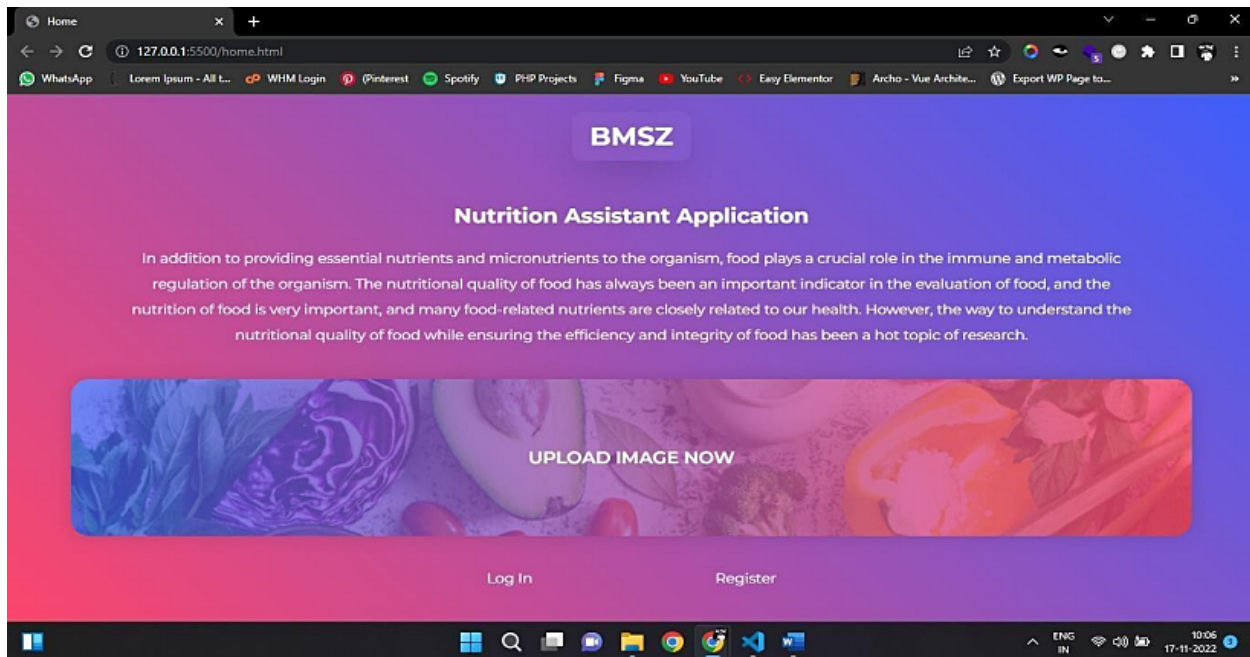 Home
127.0.0.1:5500/home.html
WhatsApp
Lorem Ipsum - All t...
cP WHM Login
(Pinterest
Spotify
PHP Projects
Figma
YouTube
Easy Elementor
Archo - Vue Archite...
Export WP Page to...
BMSZ
Nutrition Assistant Application
In addition to providing essential nutrients and micronutrients to the organism, food plays a crucial role in the immune and metabolic
regulation of the organism. The nutritional quality of food has always been an important indicator in the evaluation of food, and the
nutrition of food is very important, and many food-related nutrients are closely related to our health. However, the way to understand the
nutritional quality of food while ensuring the efficiency and integrity of food has been a hot topic of research.
UPLOAD IMAGE NOW
Log In Register
ENG
IN
10:06
17-11-2022